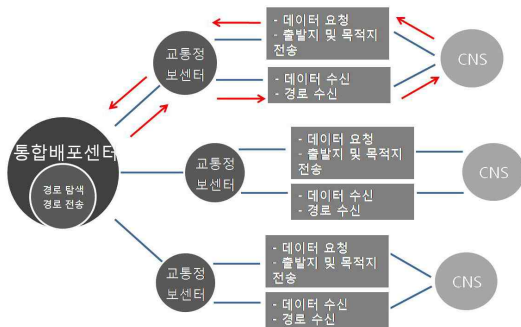 교통정
보센터
- 데이터 요청
- 출발지 및 목적지
전송
- 데이터 수신
- 경로 수신
CNS
통합배포센터
경로 탐색
경로 전송
교통정
보센터
- 데이터 요청
- 출발지 및 목적지
전송
- 데이터 수신
- 경로 수신
CNS
교통정
보센터
- 데이터 요청
- 출발지 및 목적지
전송
- 데이터 수신
- 경로 수신
CNS